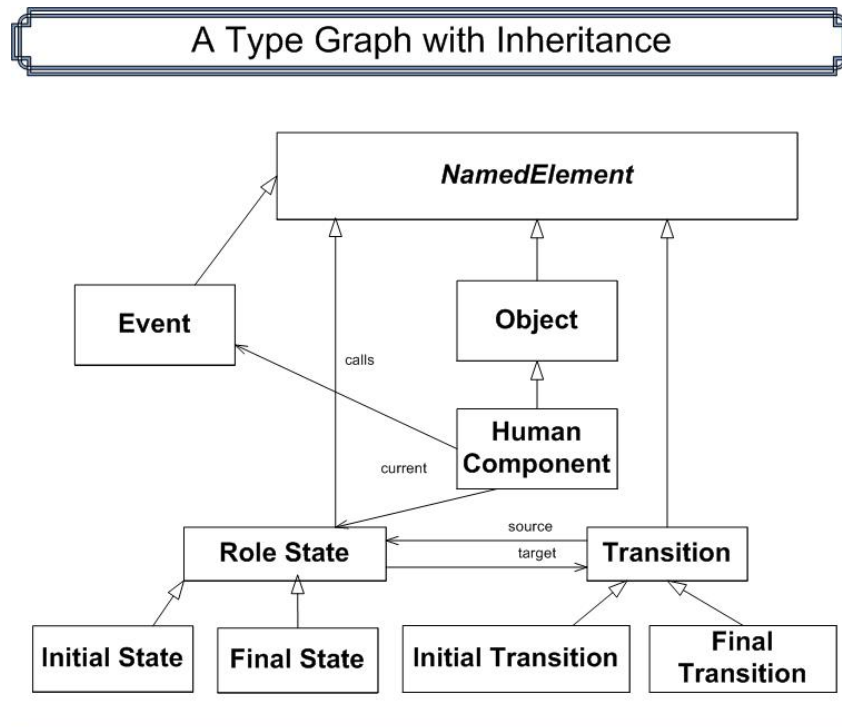 A Type Graph with Inheritance
NamedElement
Event
Object
calls
Human
Component
current
Role State
source
target
Transition
Initial State
Final State
Initial Transition
Final
Transition